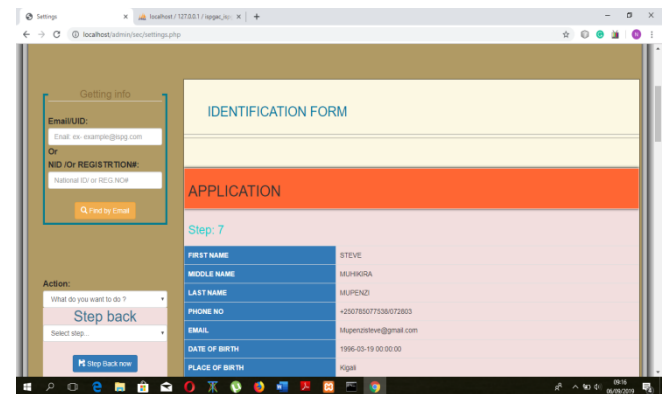 Settings
localhost / 127.0.0.1 / ispgac_isp
localhost/admin/sec/settings.php
Getting info
Email/UID:
Enait: ex- example@ispg.com
Or
NID /Or REGISTRTION#:
National ID/ or REG.NO#
Find by Email
Action:
What do you want to do ?
Step back
Select step...
Step Back now
IDENTIFICATION FORM
APPLICATION
Step: 7
FIRST NAME STEVE
MIDDLE NAME MUHIKIRA
LAST NAME MUPENZI
PHONE NO +250785077538/072803
EMAIL Mupenzisteve@gmail.com
DATE OF BIRTH 1996-03-19 00:00:00
PLACE OF BIRTH Kigali
09:16
06/09/2019